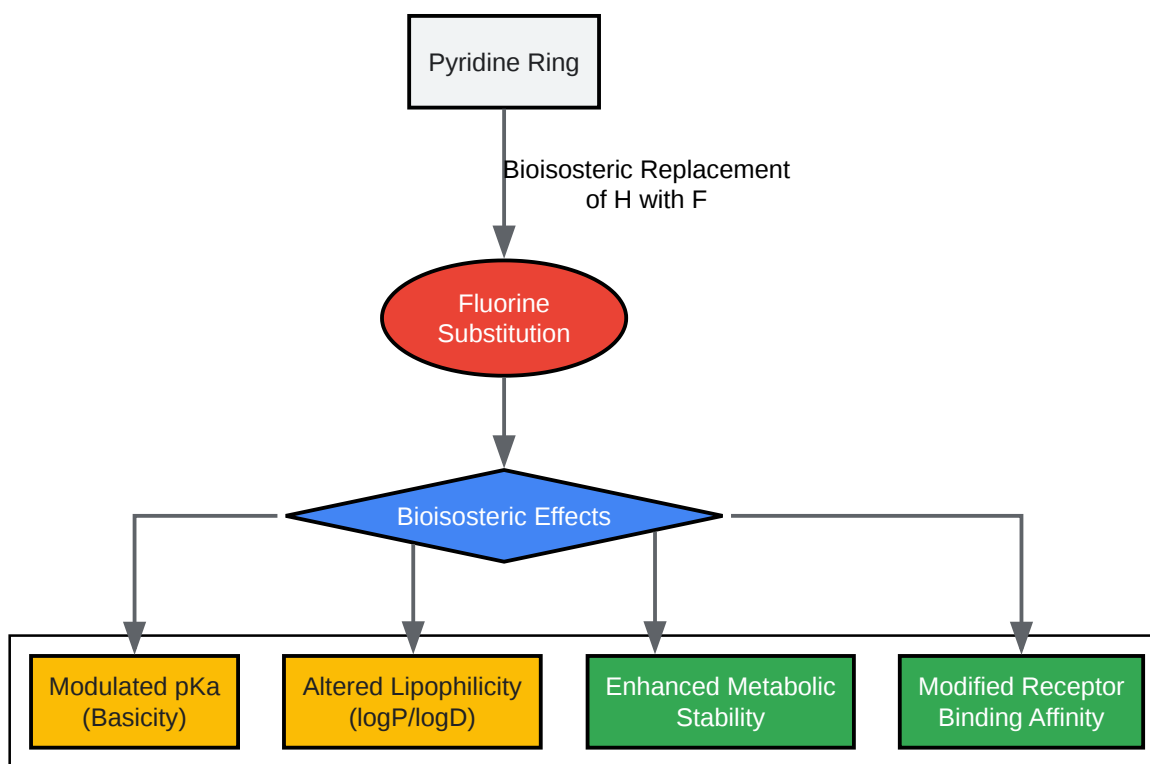 Pyridine Ring
Bioisosteric Replacement
of H with F
Fluorine
Substitution
Bioisosteric Effects
Modulated pKa
(Basicity)
Altered Lipophilicity
(logP/logD)
Enhanced Metabolic
Stability
Modified Receptor
Binding Affinity